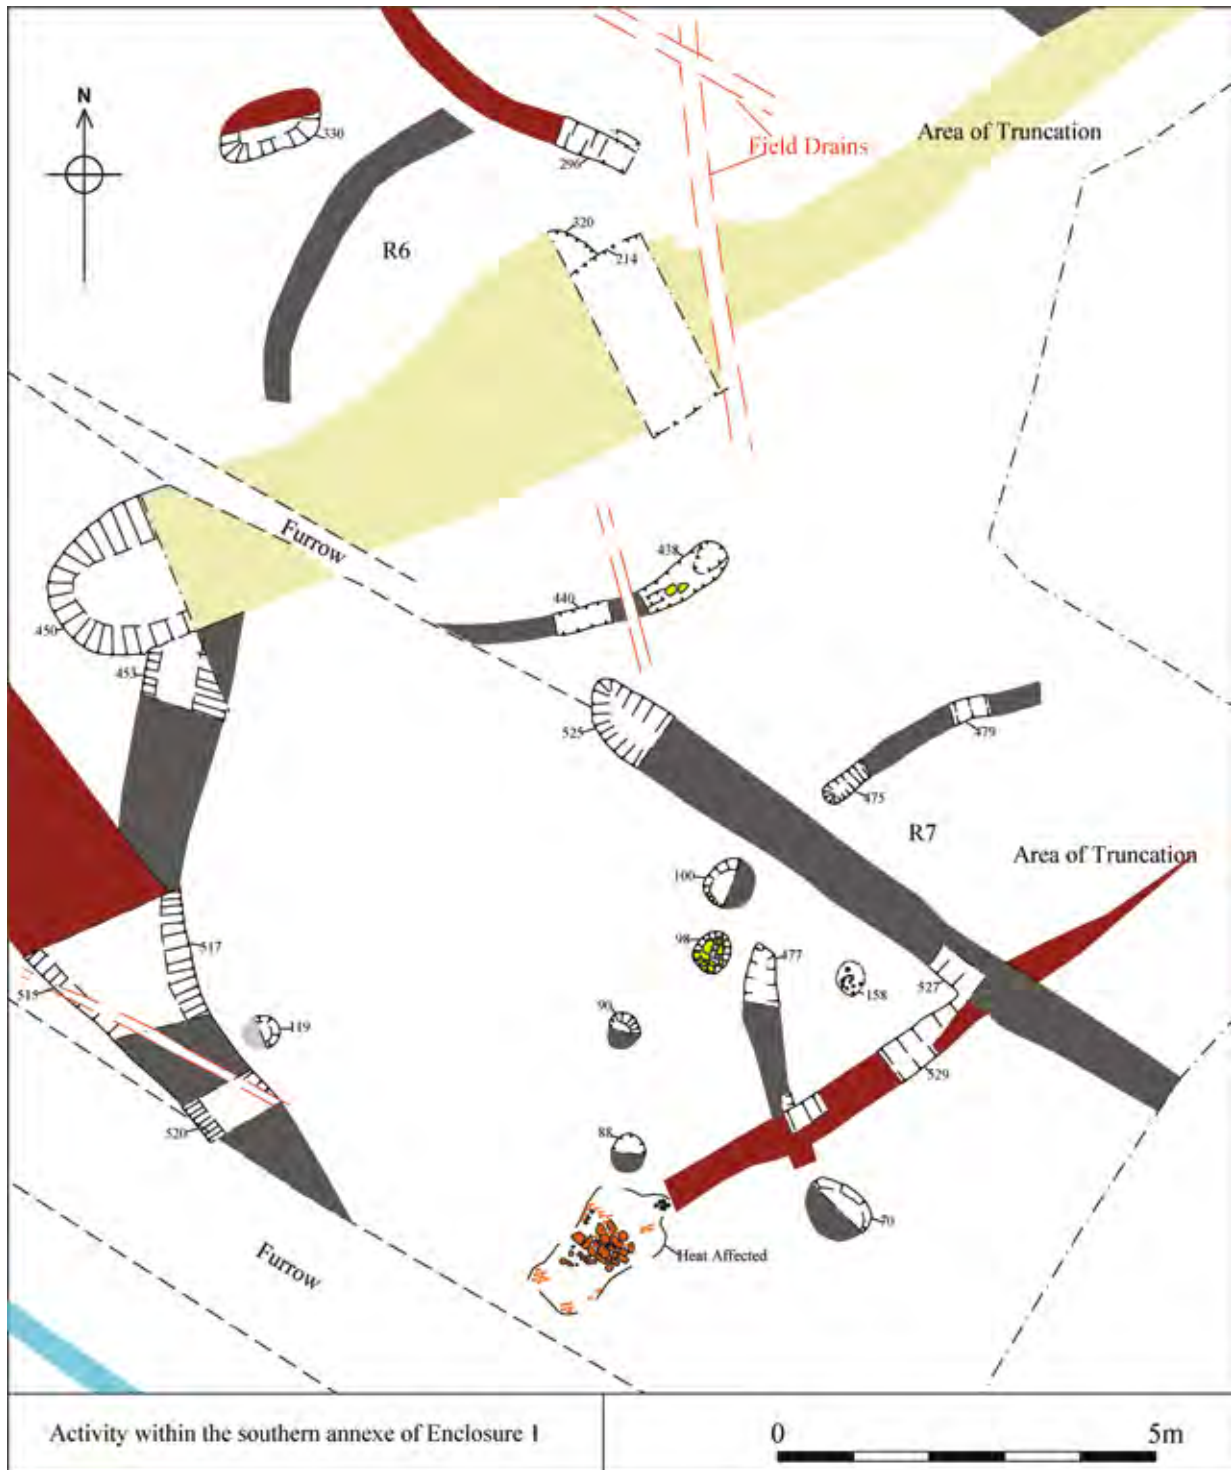 N
330
296
Field Drains
Area of Truncation
R6
320
214
Furrow
438
440
450
453
525
479
475
R7
Area of Truncation
100
98
477
158
527
517
515
119
90
529
520
88
70
Heat Affected
Furrow
Activity within the southern annexe of Enclosure 1
0 5m